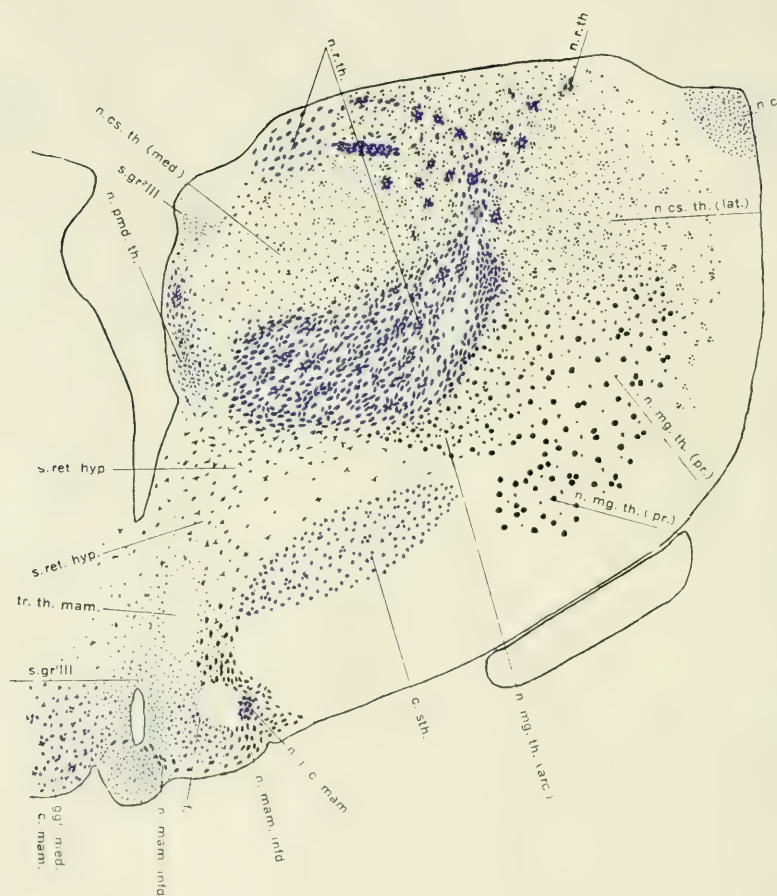 n.r.th.
n.r.th
n. cs. th (med)
s.gr.III
n. pmd. th.
n c
n cs. th. (lat.)
n. mg. th. (pr.)
n. mg. th. (pr.)
s.ret hyp
s.ret. hyp.
tr. th. mam.
s.gr'III
c. sth.
n. mg. th. (arc.)
n i c. mam
n. mam. infd
f.
n mam infd
gg' med.
c. mam.